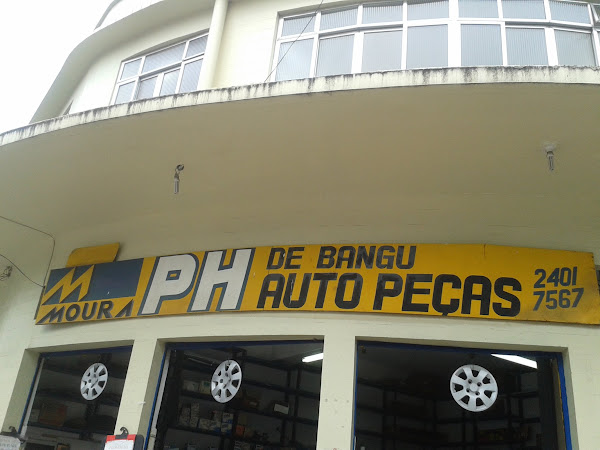 MOURA
PH
DE BANGU
AUTO PEÇAS
2401
7567